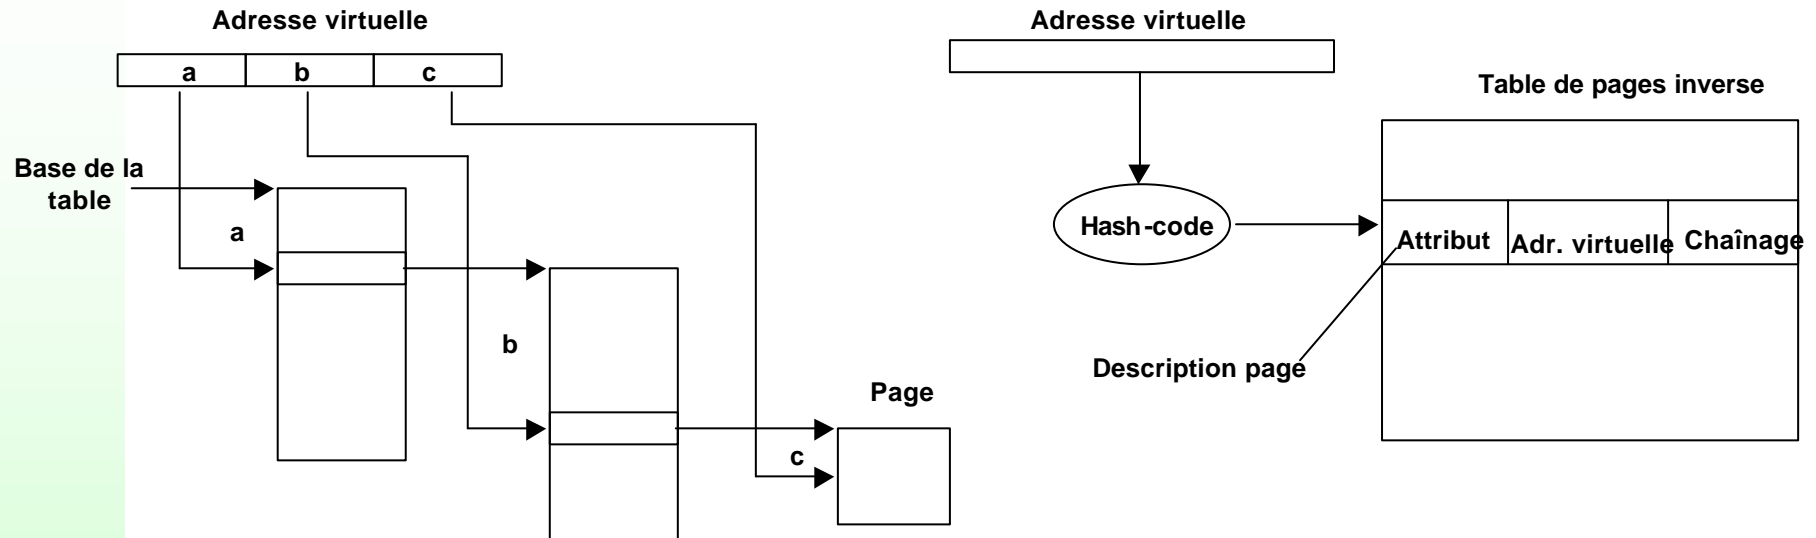 Adresse virtuelle
a b c
Base de la
table
a
b
Page
c
Adresse virtuelle
Table de pages inverse
Hash-code
Attribut Adr. virtuelle Chaînage
Description page